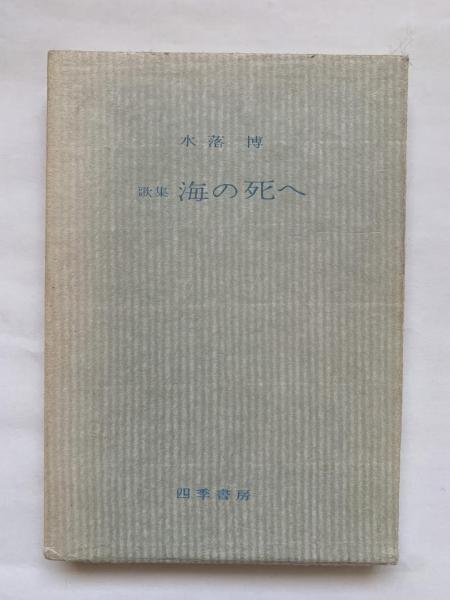 水落 博
歌集 海の死へ
四季書房